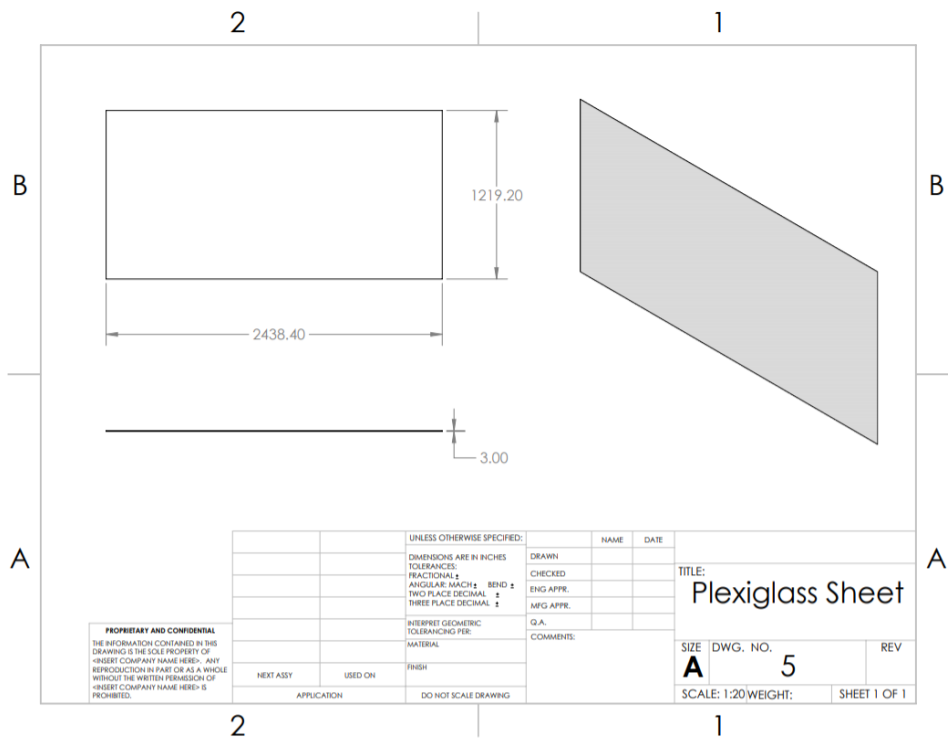 2 1
B B
1219.20
2438.40
3.00
A A
UNLESS OTHERWISE SPECIFIED:
DIMENSIONS ARE IN INCHES
TOLERANCES:
FRACTIONAL ±
ANGULAR: MACH ± BEND ±
TWO PLACE DECIMAL ±
THREE PLACE DECIMAL ±
INTERPRET GEOMETRIC
TOLERANCING PER:
MATERIAL
FINISH
DO NOT SCALE DRAWING
NAME DATE
DRAWN
CHECKED
ENG APPR.
MFG APPR.
Q.A.
COMMENTS:
TITLE:
Plexiglass Sheet
SIZE DWG. NO. REV
A 5
SCALE: 1:20 WEIGHT: SHEET 1 OF 1
PROPRIETARY AND CONFIDENTIAL
THE INFORMATION CONTAINED IN THIS
DRAWING IS THE SOLE PROPERTY OF
<INSERT COMPANY NAME HERE>. ANY
REPRODUCTION IN PART OR AS A WHOLE
WITHOUT THE WRITTEN PERMISSION OF
<INSERT COMPANY NAME HERE> IS
PROHIBITED.
NEXT ASSY USED ON
APPLICATION
2 1